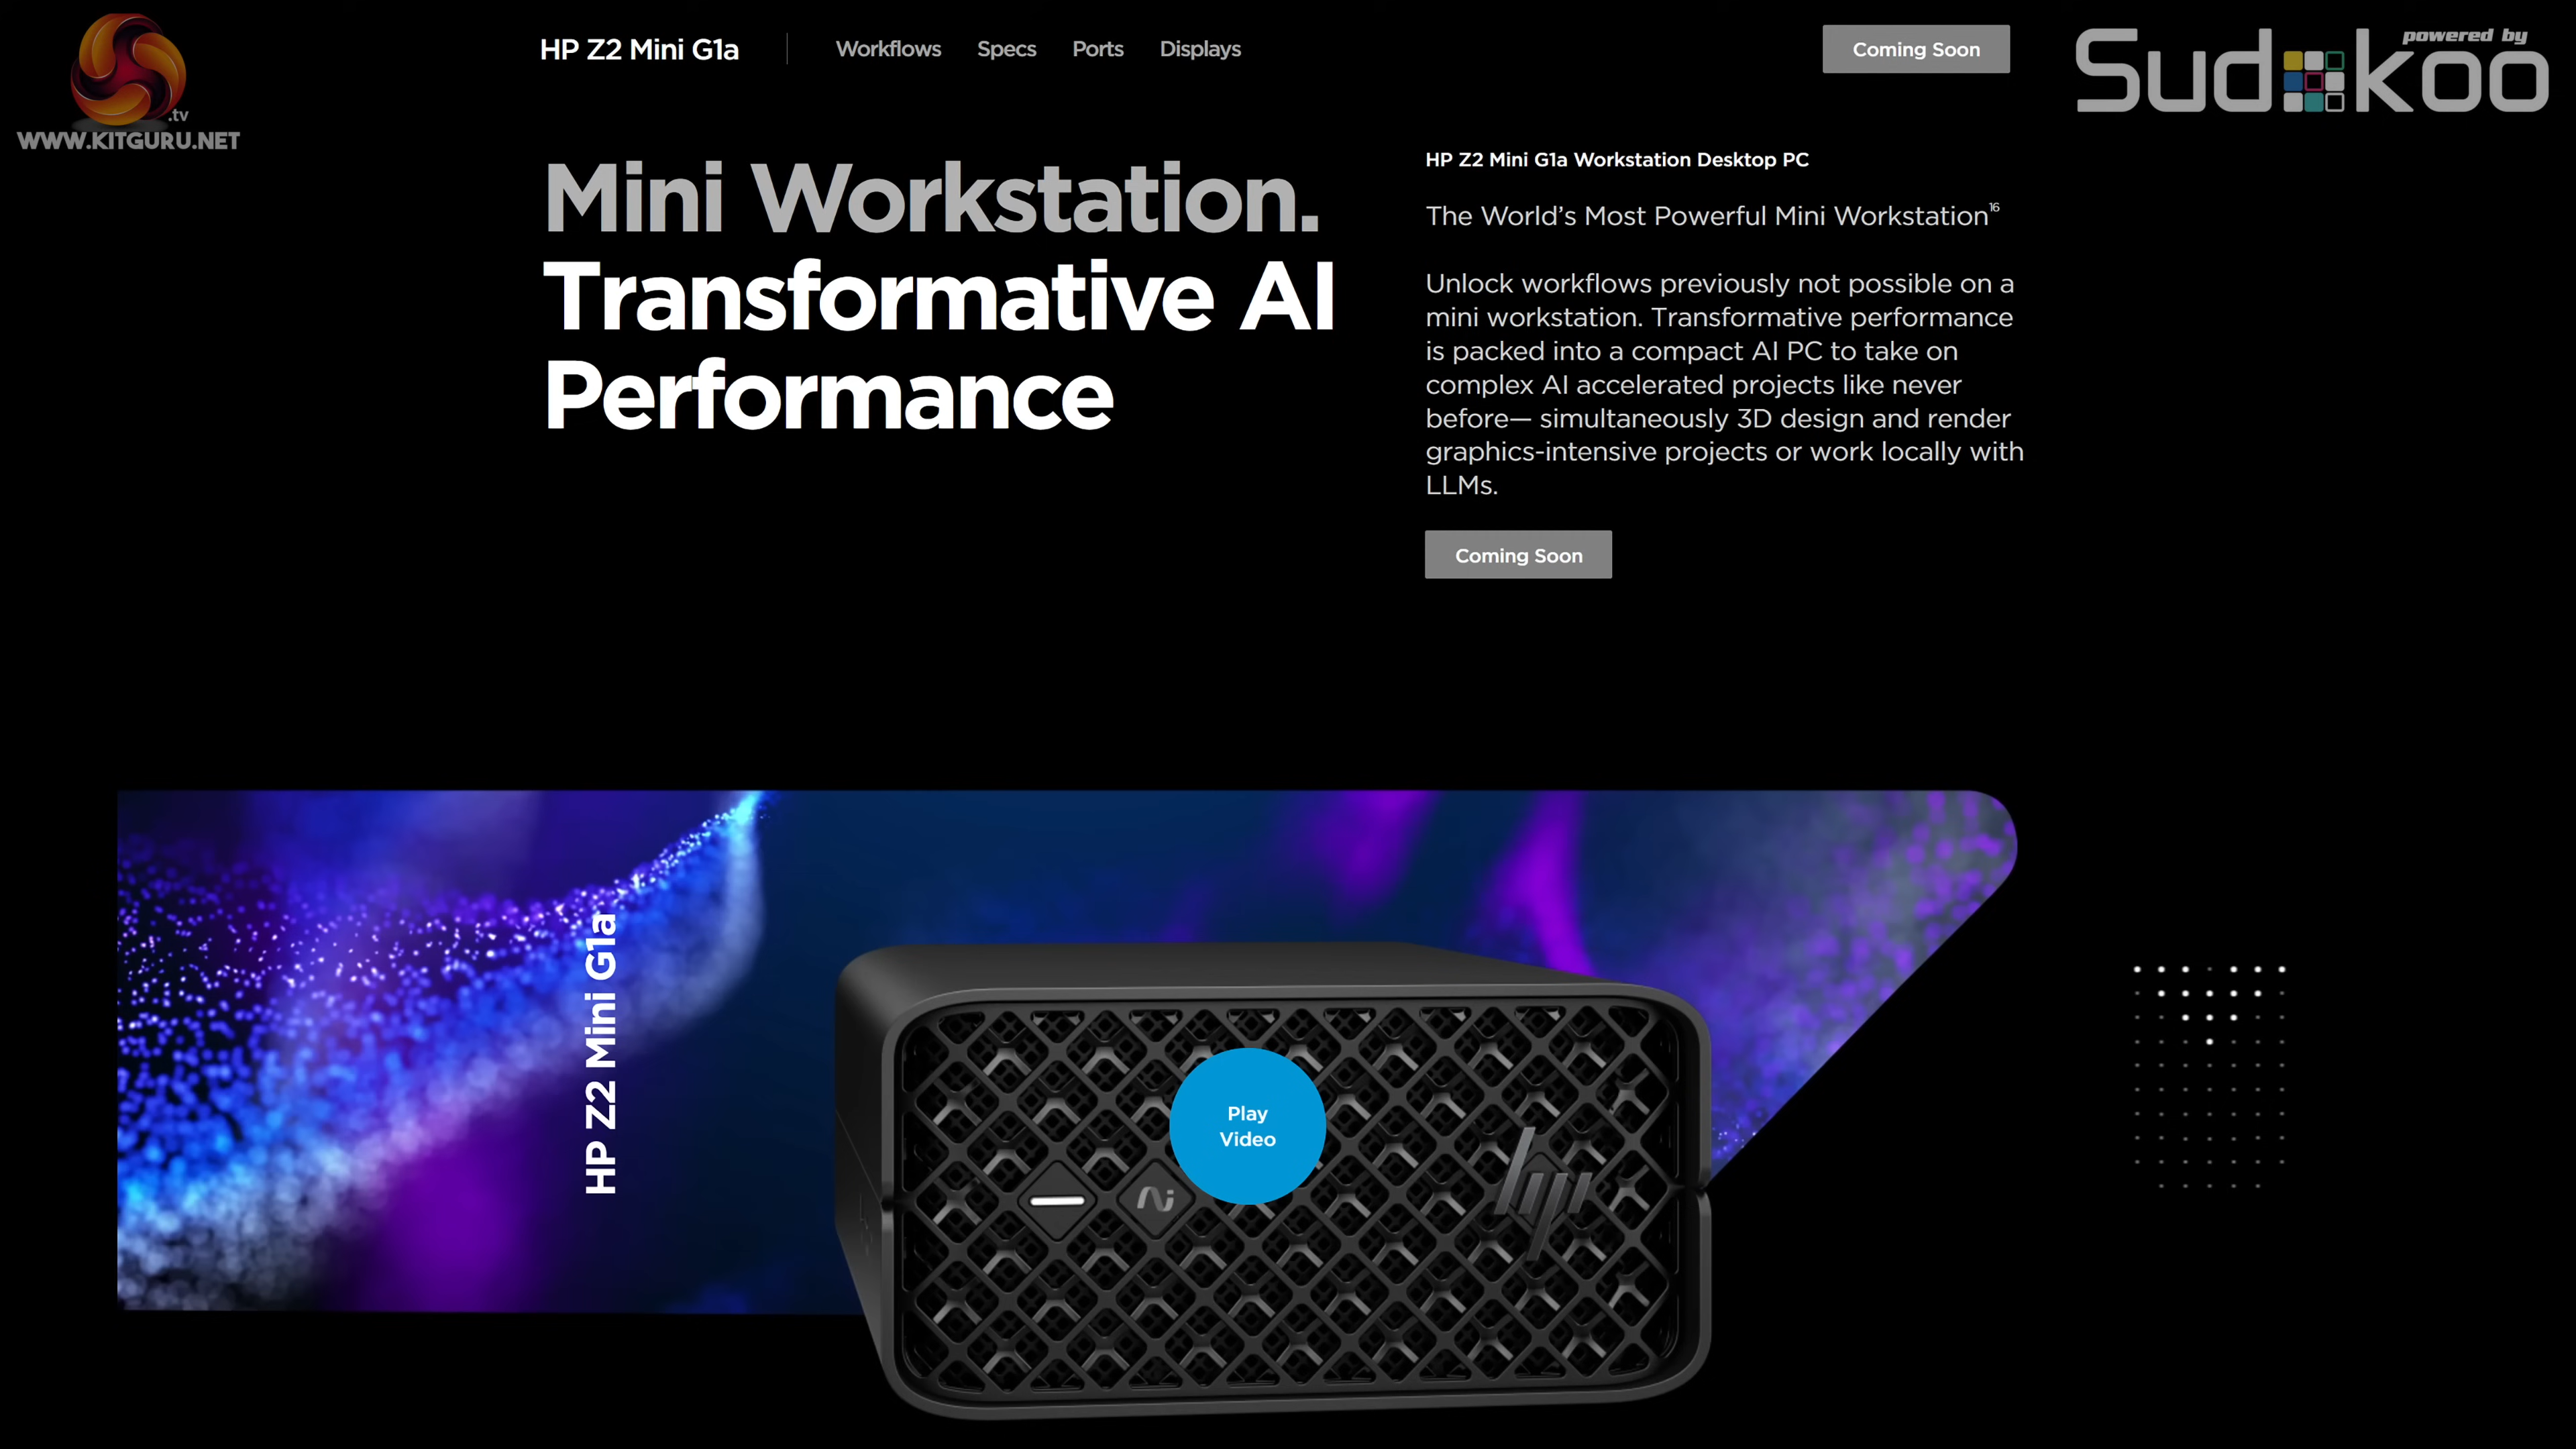 .tv
WWW.KITGURU.NET
HP Z2 Mini G1a
Workflows
Specs
Ports
Displays
Coming Soon
powered by
Sudokoo
Mini Workstation.
Transformative AI
Performance
HP Z2 Mini G1a Workstation Desktop PC
The World's Most Powerful Mini Workstation16
Unlock workflows previously not possible on a
mini workstation. Transformative performance
is packed into a compact AI PC to take on
complex AI accelerated projects like never
before— simultaneously 3D design and render
graphics-intensive projects or work locally with
LLMs.
Coming Soon
HP Z2 Mini G1a
Play
Video
hp